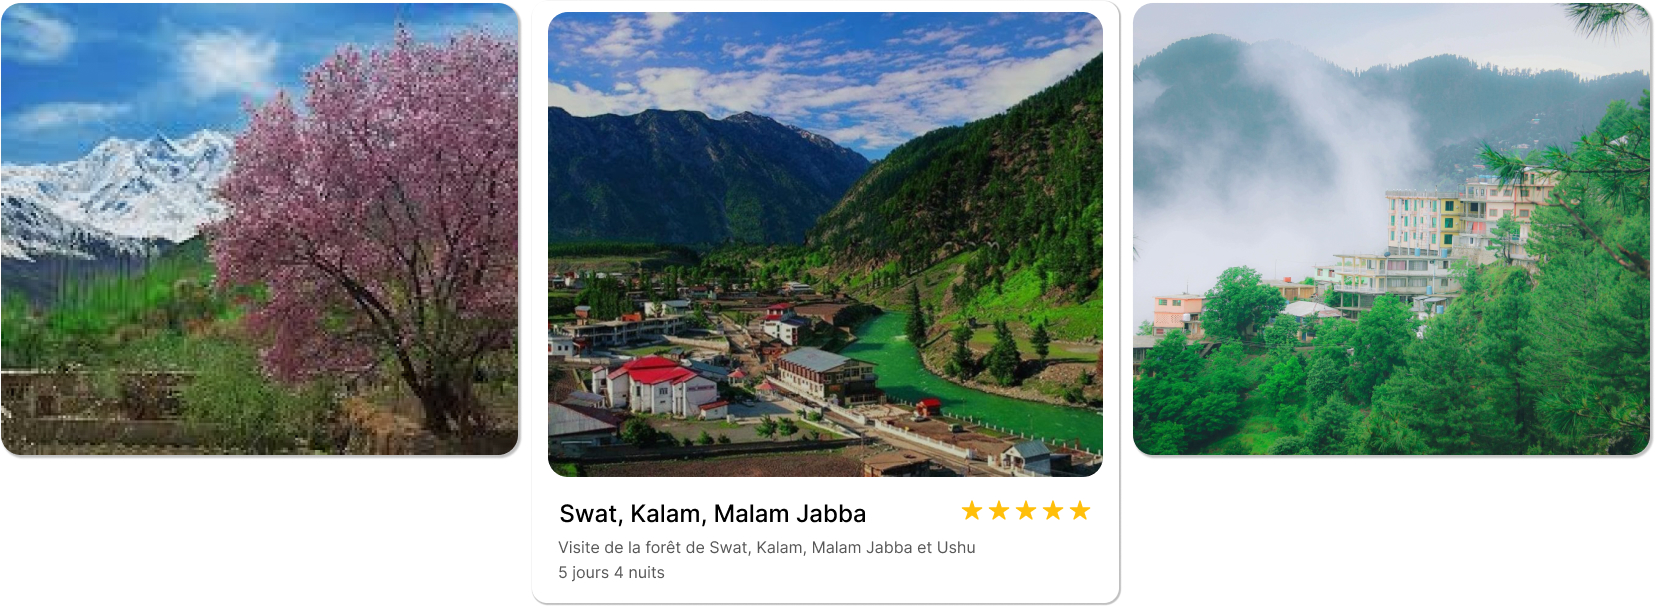 Swat, Kalam, Malam Jabba
Visite de la forêt de Swat, Kalam, Malam Jabba et Ushu
5 jours 4 nuits